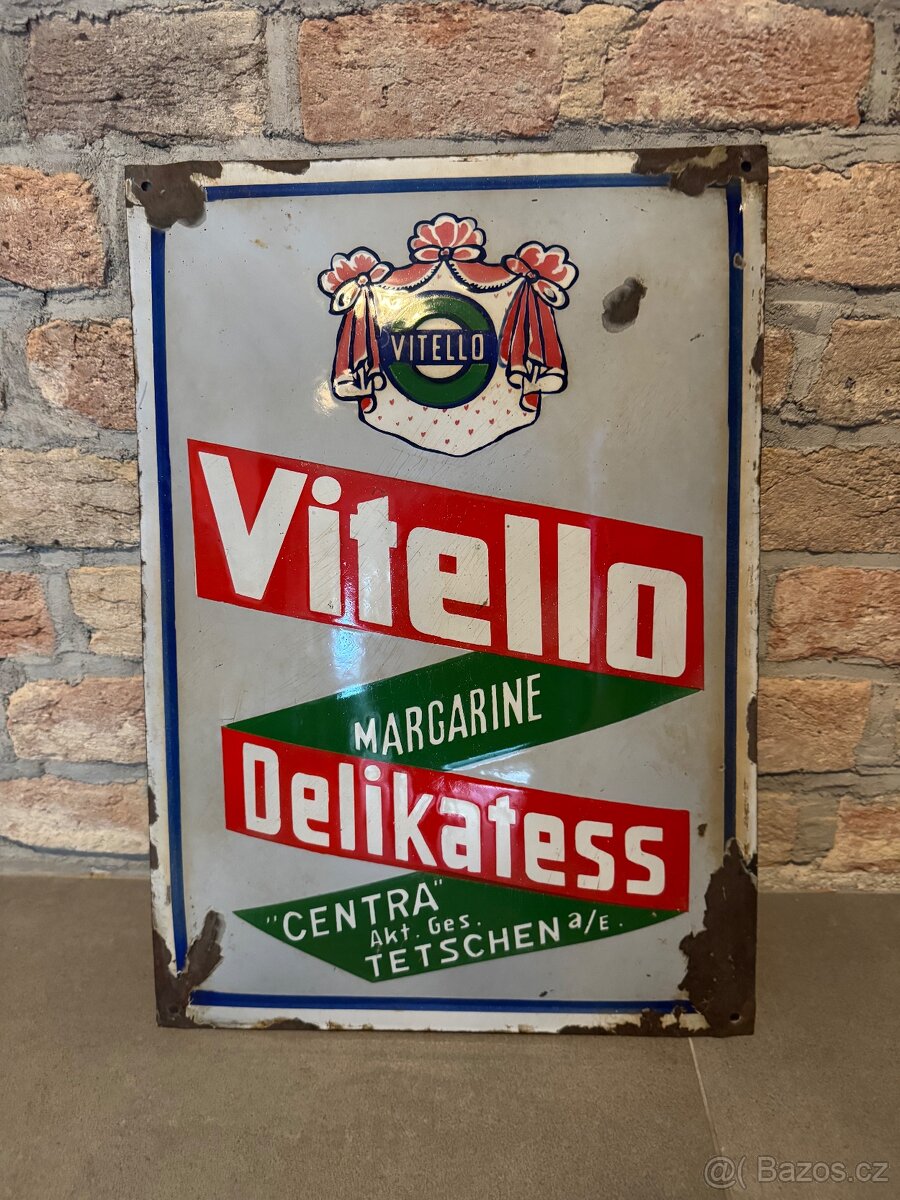 VITELLO
Vitello
MARGARINE
Delikatess
"CENTRA"
Akt. Ges.
TETSCHEN a/E.
@( Bazos.cz